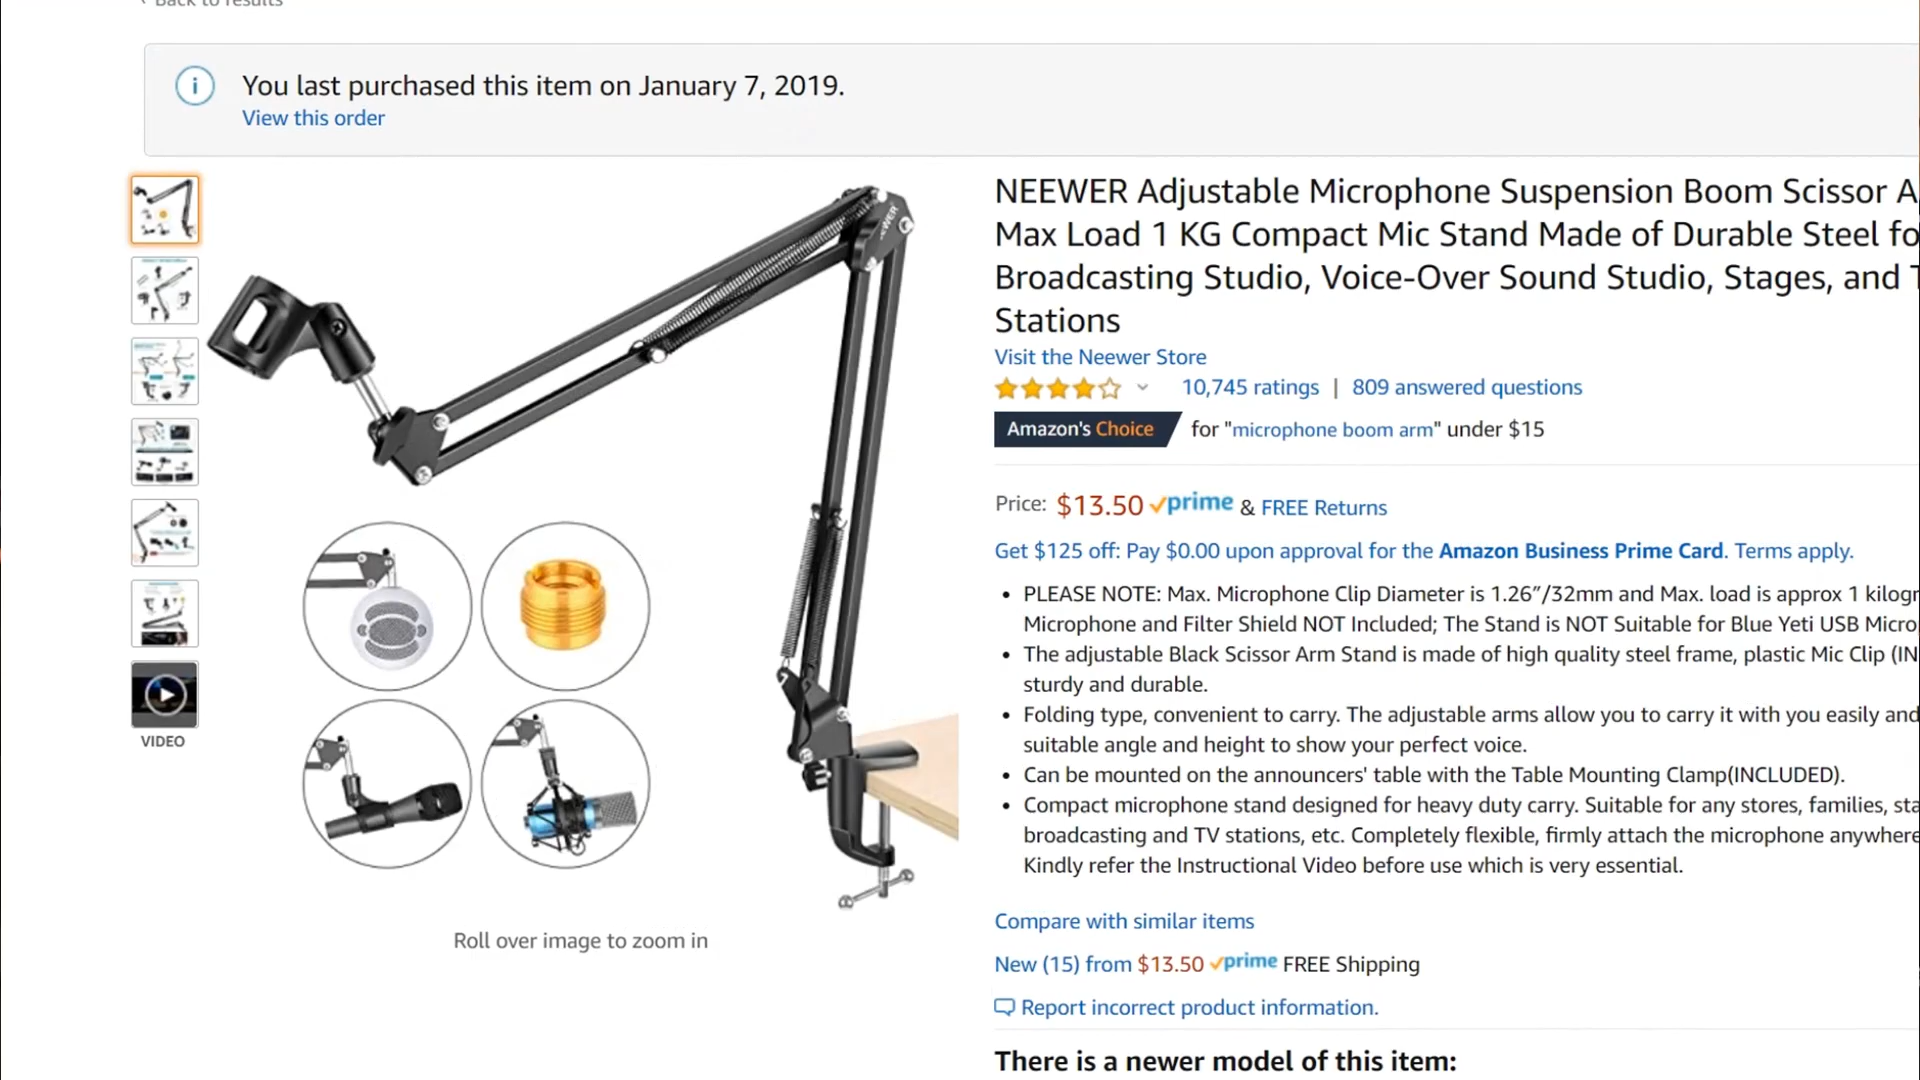 Back to results
You last purchased this item on January 7, 2019.
View this order
NEEWER Adjustable Microphone Suspension Boom Scissor A
Max Load 1 KG Compact Mic Stand Made of Durable Steel fo
Broadcasting Studio, Voice-Over Sound Studio, Stages, and T
Stations
Visit the Neewer Store
10,745 ratings | 809 answered questions
Amazon's Choice for "microphone boom arm" under $15
Price: $13.50 prime & FREE Returns
Get $125 off: Pay $0.00 upon approval for the Amazon Business Prime Card. Terms apply.
• PLEASE NOTE: Max. Microphone Clip Diameter is 1.26″/32mm and Max. load is approx 1 kilogr
Microphone and Filter Shield NOT Included; The Stand is NOT Suitable for Blue Yeti USB Micro
• The adjustable Black Scissor Arm Stand is made of high quality steel frame, plastic Mic Clip (IN
sturdy and durable.
• Folding type, convenient to carry. The adjustable arms allow you to carry it with you easily and
suitable angle and height to show your perfect voice.
• Can be mounted on the announcers' table with the Table Mounting Clamp(INCLUDED).
• Compact microphone stand designed for heavy duty carry. Suitable for any stores, families, sta
broadcasting and TV stations, etc. Completely flexible, firmly attach the microphone anywhere
Kindly refer the Instructional Video before use which is very essential.
Compare with similar items
New (15) from $13.50 prime FREE Shipping
Report incorrect product information.
There is a newer model of this item:
VIDEO
Roll over image to zoom in